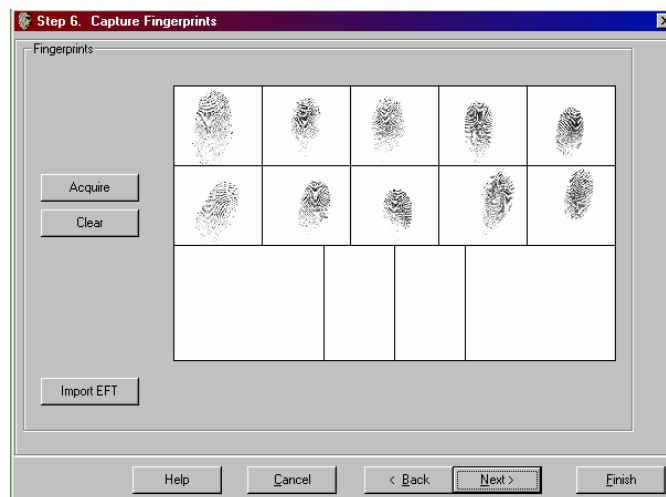 Step 6. Capture Fingerprints
Fingerprints
Acquire
Clear
Import EFT
Help
Cancel
< Back
Next >
Finish